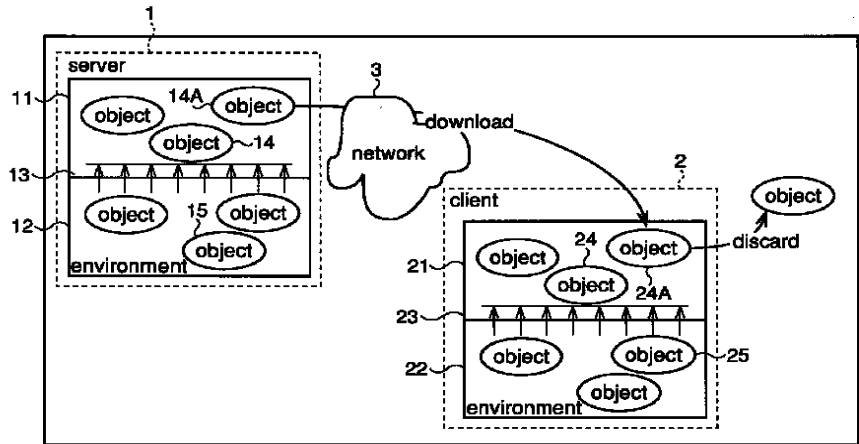 1
server
3
11
14A
object
object
download
object
14
network
2
13
client
object
12
object
15
object
object
24
object
discard
object
environment
21
object
object
24A
23
object
object
25
22
object
environment